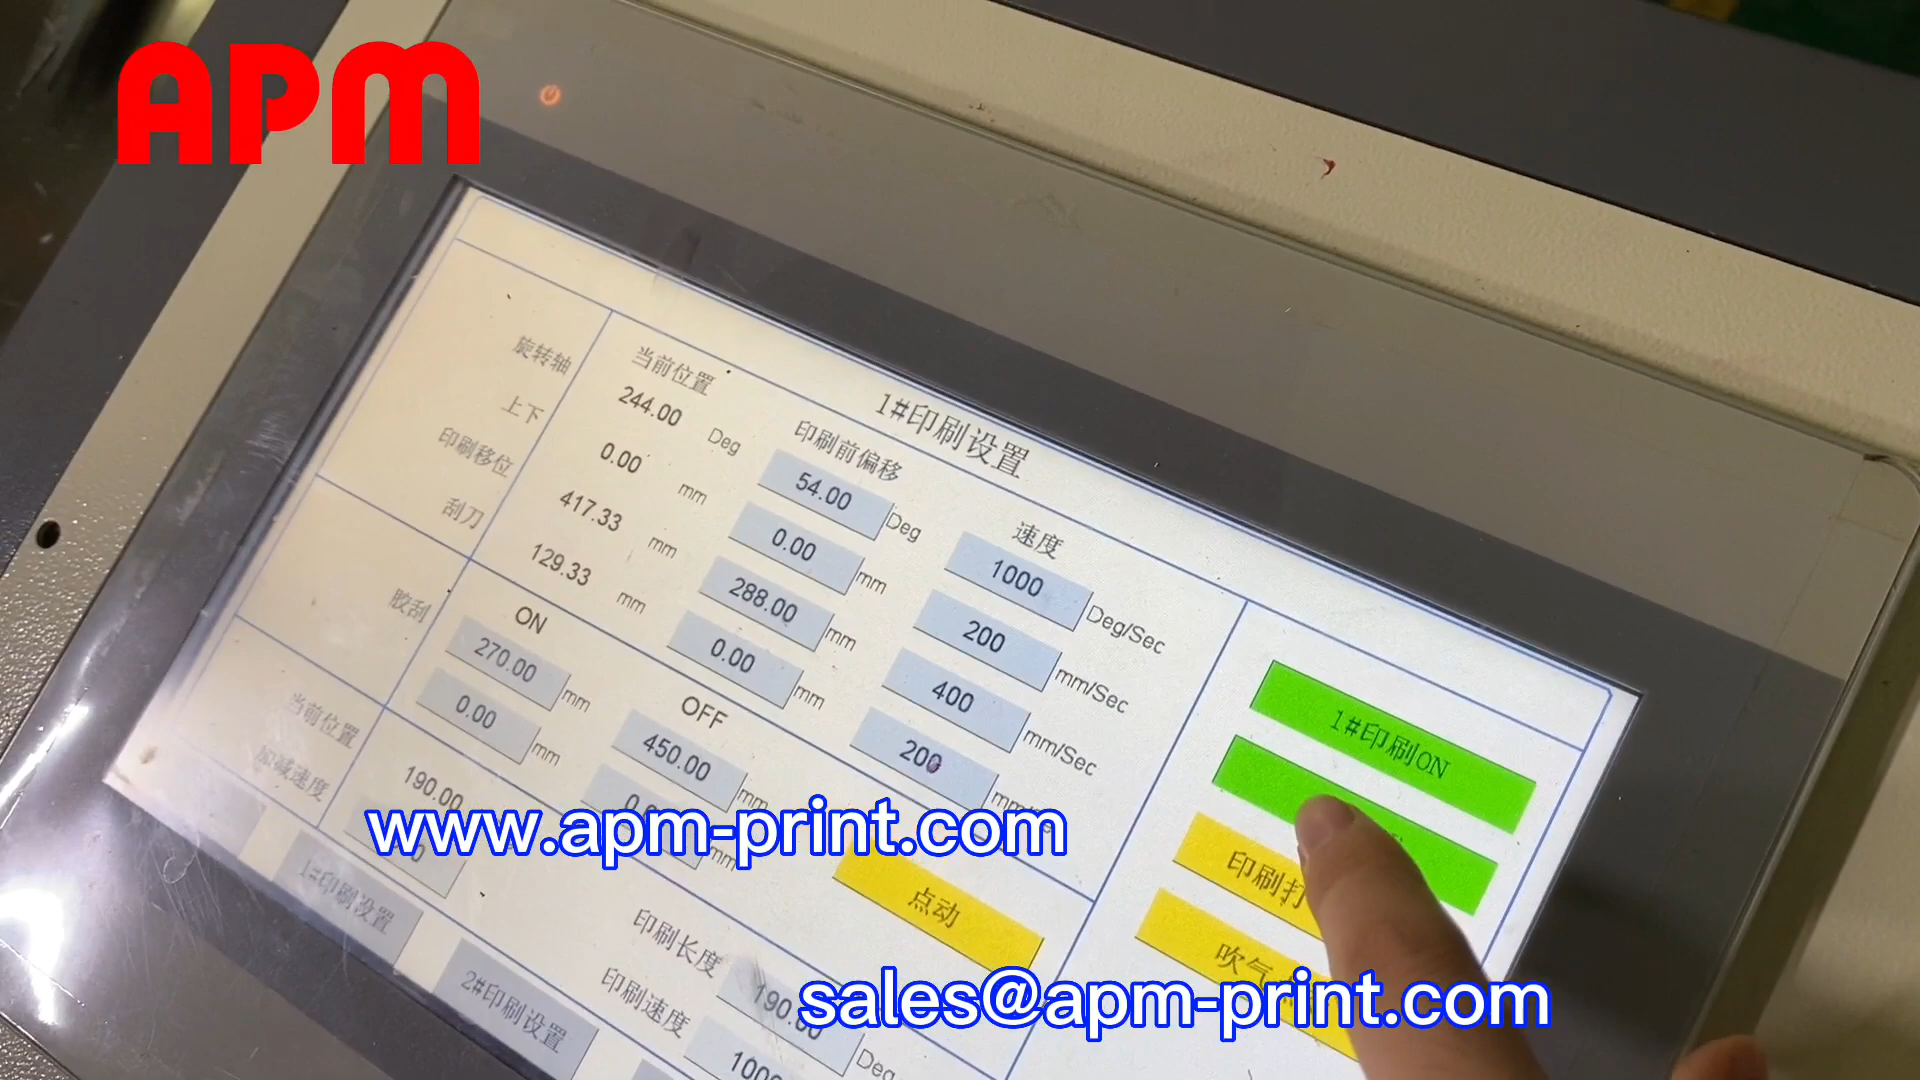 APM
1#印刷设置
当前位置
印刷前偏移
速度
旋转轴
244.00 Deg
54.00 Deg
1000 Deg/Sec
上下
0.00 mm
0.00 mm
200 mm/Sec
印刷移位
417.33 mm
288.00 mm
400 mm/Sec
刮刀
129.33 mm
0.00 mm
200
ON
OFF
胶刮
270.00 mm
450.00 mm
0.00 mm
mm
当前位置
190.00
加减速度
点动
印刷长度
印刷速度
Deg
1#印刷ON
印刷打
吹气
1#印刷设置
2#印刷设置
www.apm-print.com
sales@apm-print.com